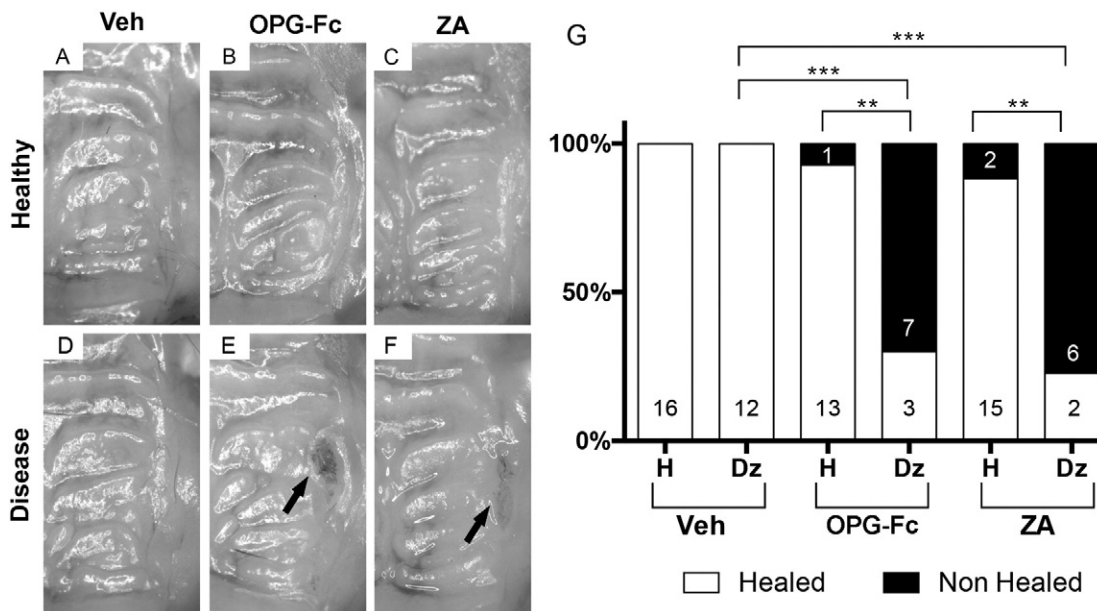 Veh OPG-Fc ZA
Healthy
A B C
Disease
D E F
G
***
***
** **
100%
50%
0%
1 2
7 6
16 12 13 3 15 2
H Dz H Dz H Dz
Veh OPG-Fc ZA
Healed Non Healed